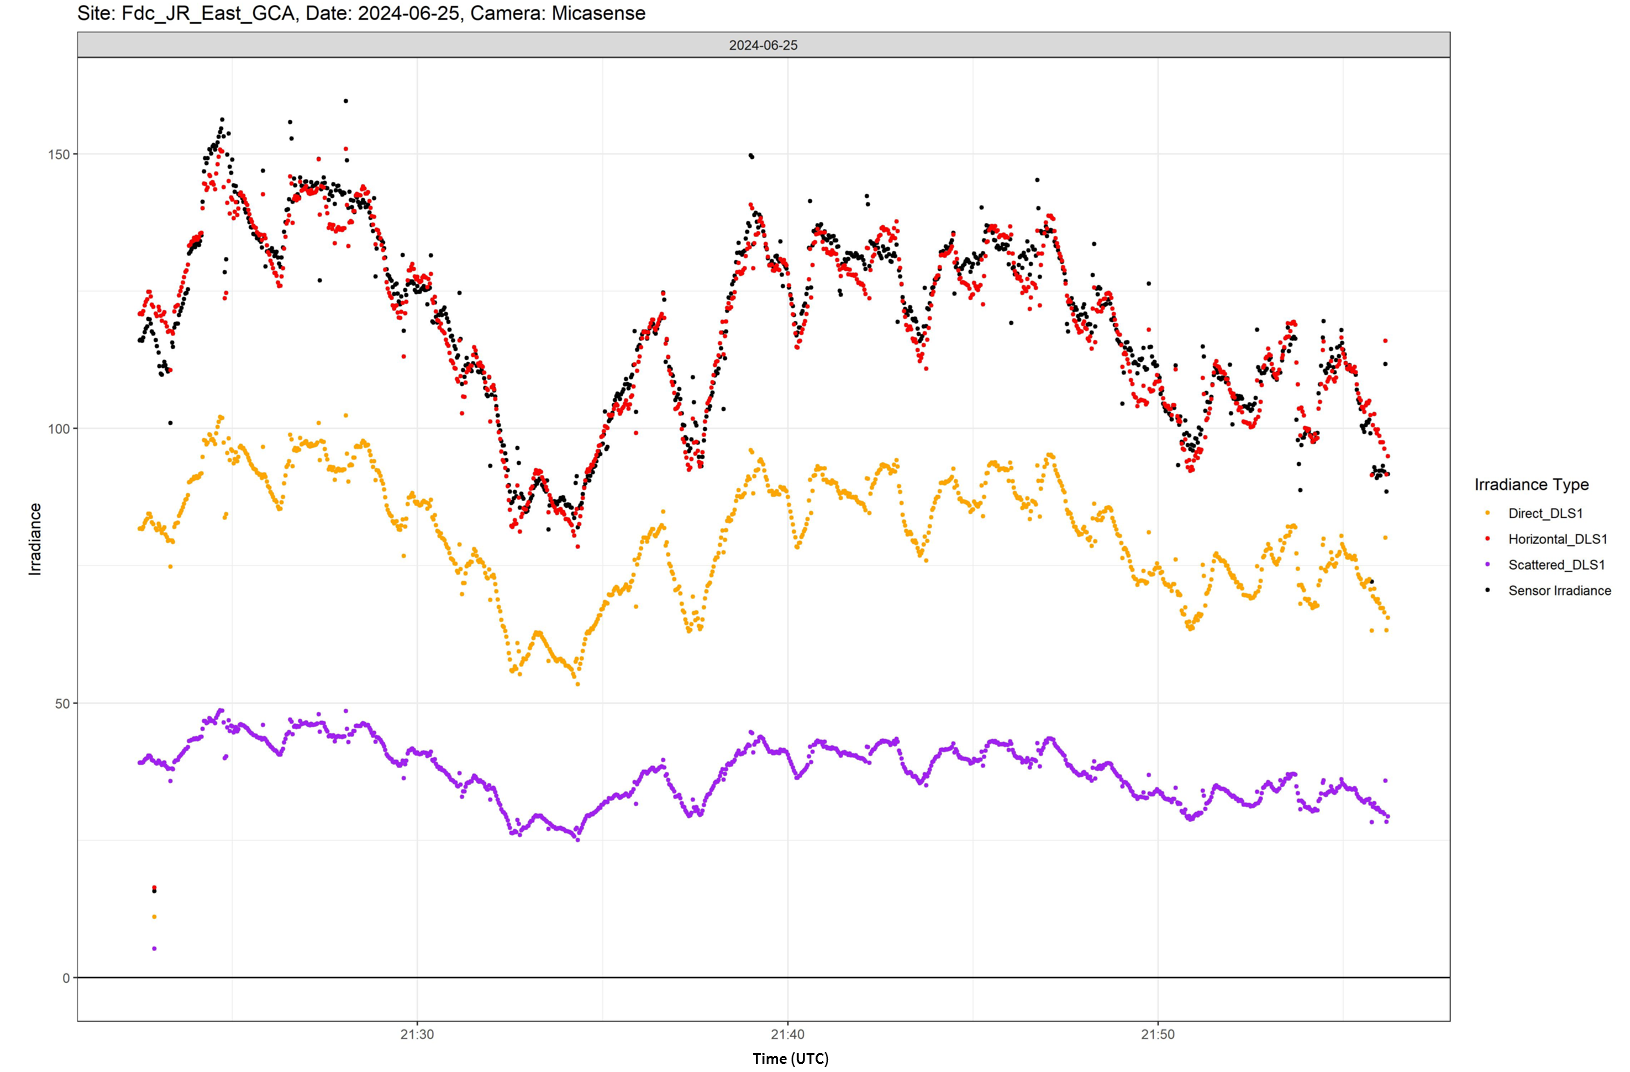 Site: Fdc_JR_East_GCA, Date: 2024-06-25, Camera: Micasense
2024-06-25
150
100
50
0
Irradiance
21:30
21:40
21:50
Time (UTC)
Irradiance Type
Direct_DLS1
Horizontal_DLS1
Scattered_DLS1
Sensor Irradiance